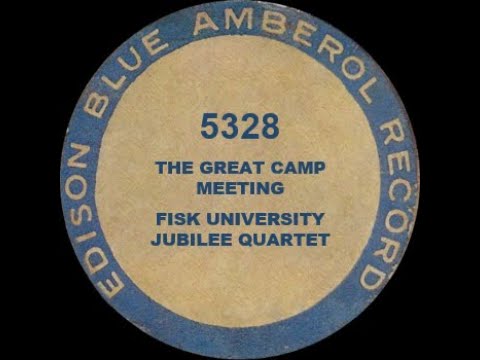 EDISON BLUE AMBEROL RECORD
5328
THE GREAT CAMP
MEETING
FISK UNIVERSITY
JUBILEE QUARTET